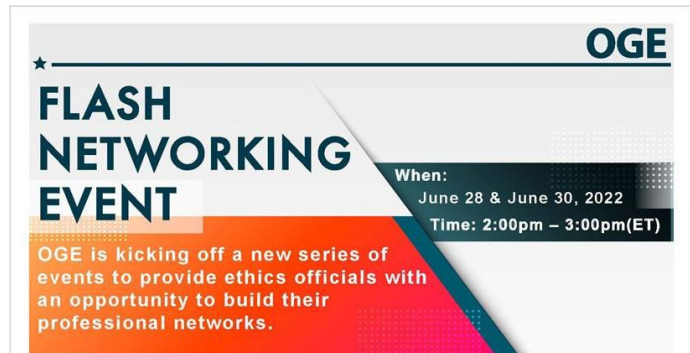 OGE
FLASH
NETWORKING
EVENT
When:
June 28 & June 30, 2022
Time: 2:00pm – 3:00pm(ET)
OGE is kicking off a new series of
events to provide ethics officials with
an opportunity to build their
professional networks.